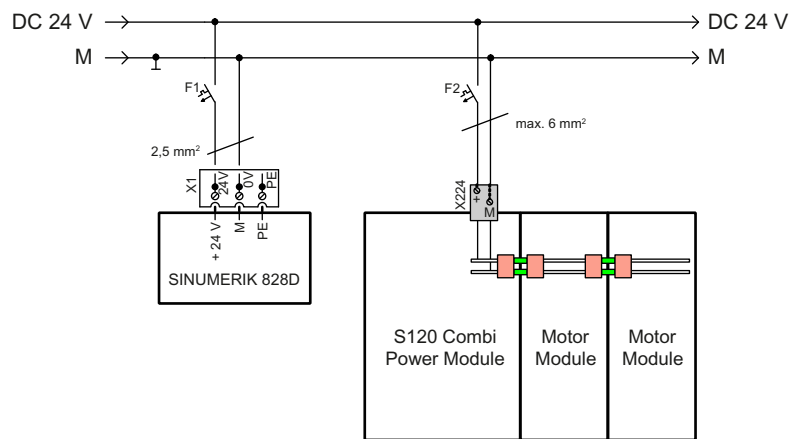 DC 24 V
DC 24 V
M
M
F1
F2
max. 6 mm²
2,5 mm²
X1
24V
0V
PE
X224
+
M
+ 24 V
M
PE
SINUMERIK 828D
S120 Combi
Power Module
Motor
Module
Motor
Module